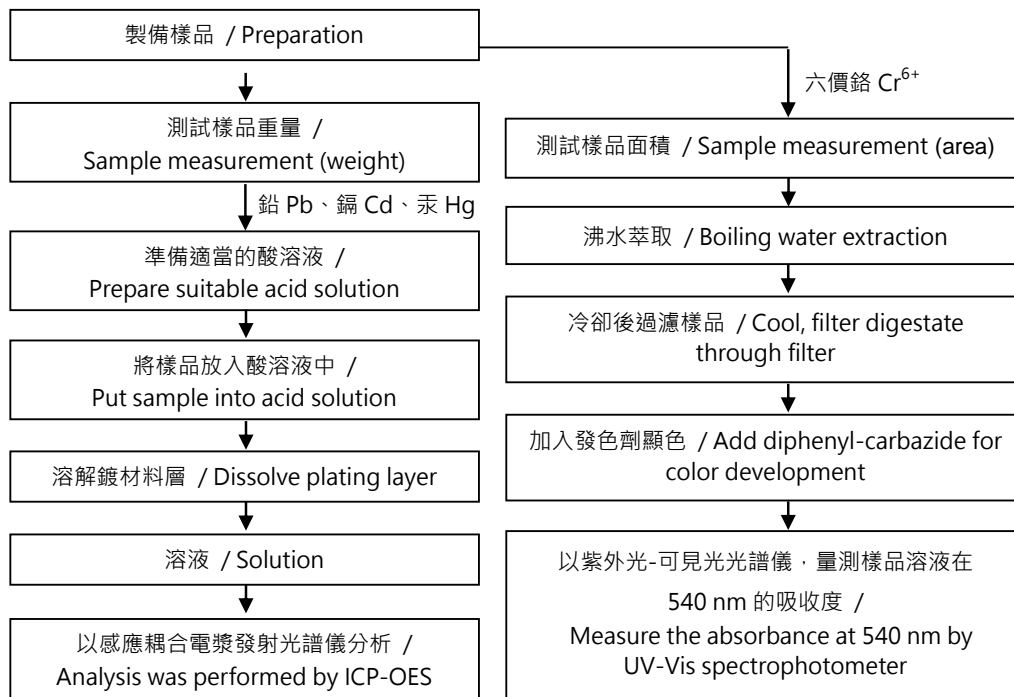 製備樣品 / Preparation
測試樣品重量 /
Sample measurement (weight)
鉛 Pb、鎘 Cd、汞 Hg
準備適當的酸溶液 /
Prepare suitable acid solution
將樣品放入酸溶液中 /
Put sample into acid solution
溶解鍍材料層 / Dissolve plating layer
溶液 / Solution
以感應耦合電漿發射光譜儀分析 /
Analysis was performed by ICP-OES
六價鉻 Cr⁶⁺
測試樣品面積 / Sample measurement (area)
沸水萃取 / Boiling water extraction
冷卻後過濾樣品 / Cool, filter digestate
through filter
加入發色劑顯色 / Add diphenyl-carbazide for
color development
以紫外光-可見光光譜儀，量測樣品溶液在
540 nm 的吸收度 /
Measure the absorbance at 540 nm by
UV-Vis spectrophotometer